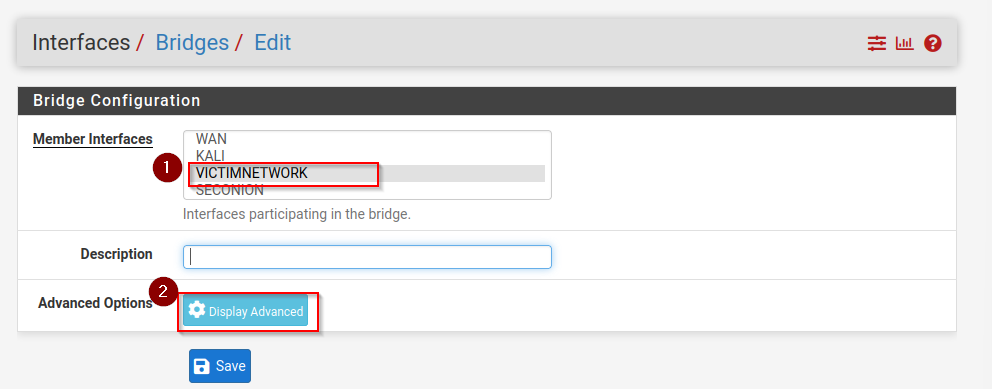 Interfaces / Bridges / Edit
Bridge Configuration
Member Interfaces
WAN
KALI
1
VICTIMNETWORK
SECONION
Interfaces participating in the bridge.
Description
2
Advanced Options
Display Advanced
Save